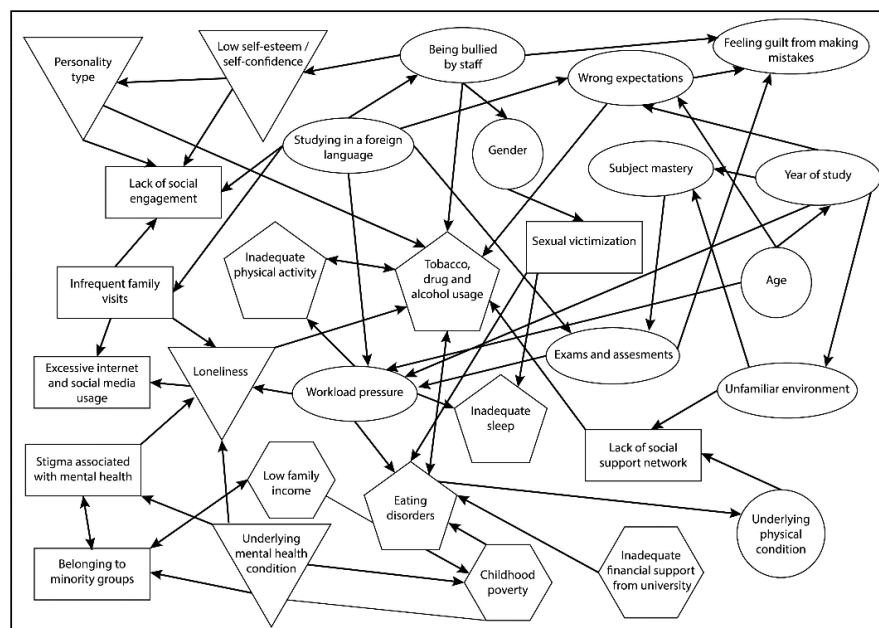 Personality
type
Low self-esteem /
self-confidence
Being bullied
by staff
Feeling guilt from making
mistakes
Wrong expectations
Studying in a foreign
language
Gender
Subject mastery
Year of study
Lack of social
engagement
Inadequate
physical activity
Tobacco,
drug and
alcohol usage
Sexual victimization
Age
Infrequent family
visits
Excessive internet
and social media
usage
Loneliness
Workload pressure
Exams and assesments
Unfamiliar environment
Inadequate
sleep
Lack of social
support network
Stigma associated
with mental health
Low family
income
Eating
disorders
Underlying
physical
condition
Belonging to
minority groups
Underlying
mental health
condition
Childhood
poverty
Inadequate
financial support
from university